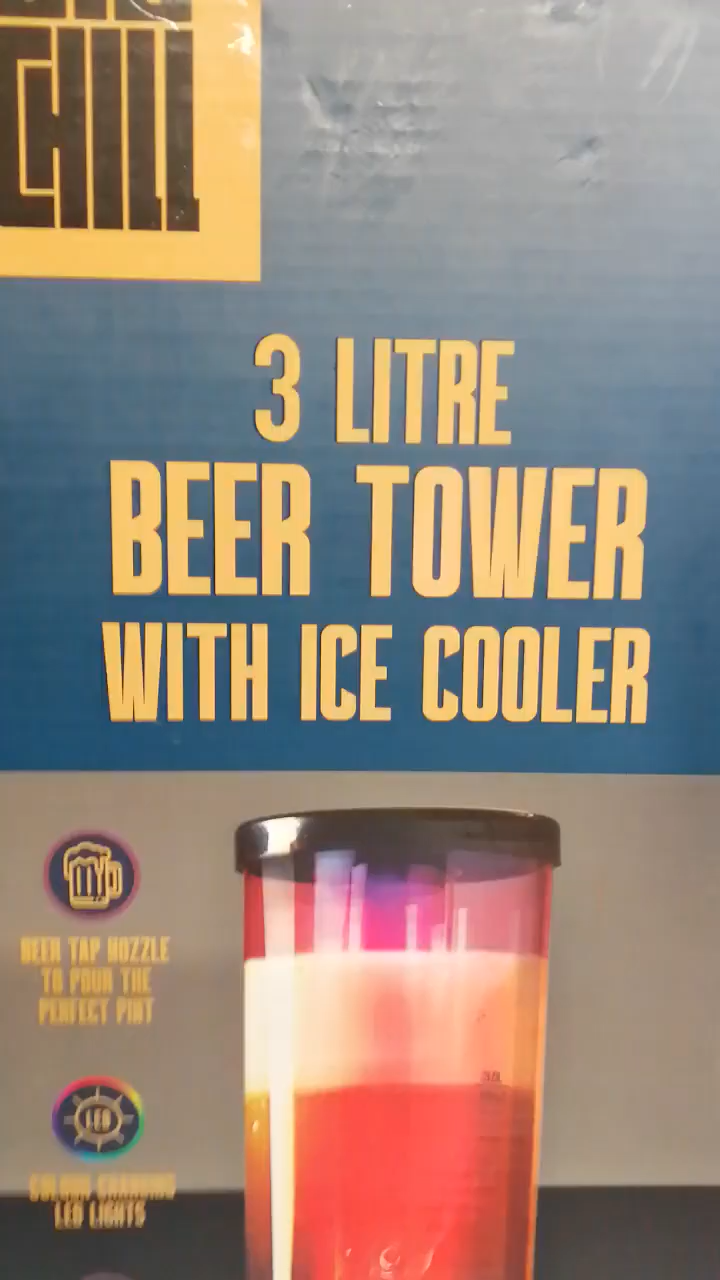 CHILL
3 LITRE
BEER TOWER
WITH ICE COOLER
BEER TAP NOZZLE
TO POUR THE
PERFECT PINT
LED
COLOUR CHANGING
LED LIGHTS